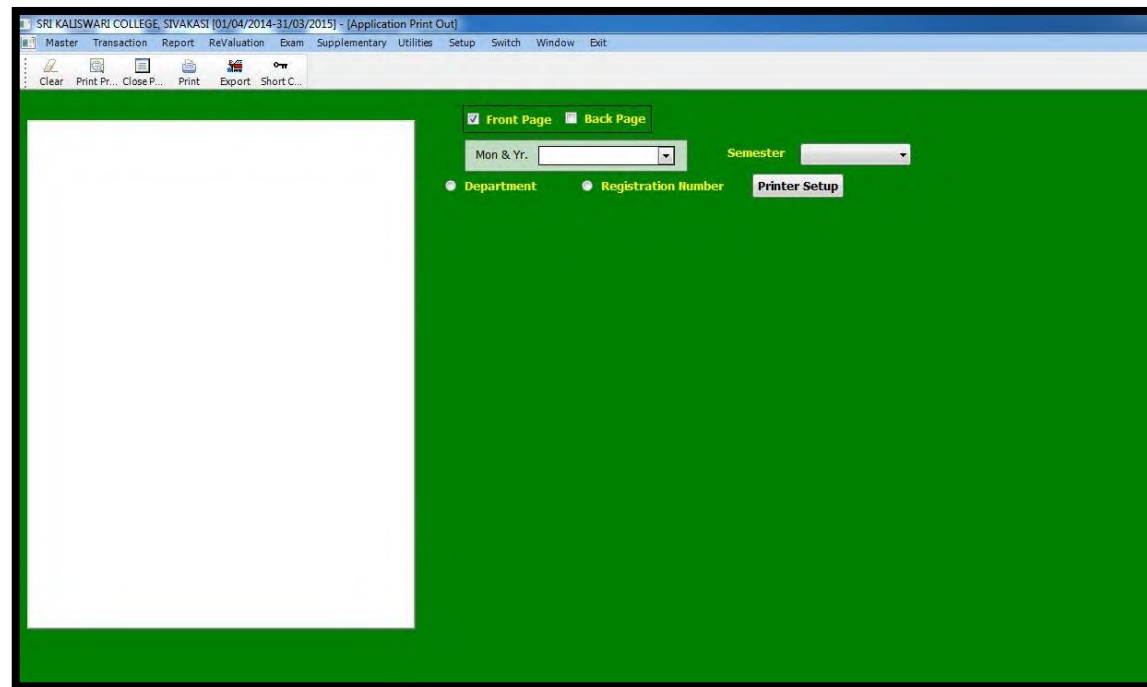 SRI KALISWARI COLLEGE, SIVAKASI [01/04/2014-31/03/2015] - [Application Print Out]
Master Transaction Report ReValuation Exam Supplementary Utilities Setup Switch Window Exit
Clear Print Pr... Close P... Print Export Short C...
Front Page Back Page
Mon & Yr. Semester
Department Registration Number Printer Setup